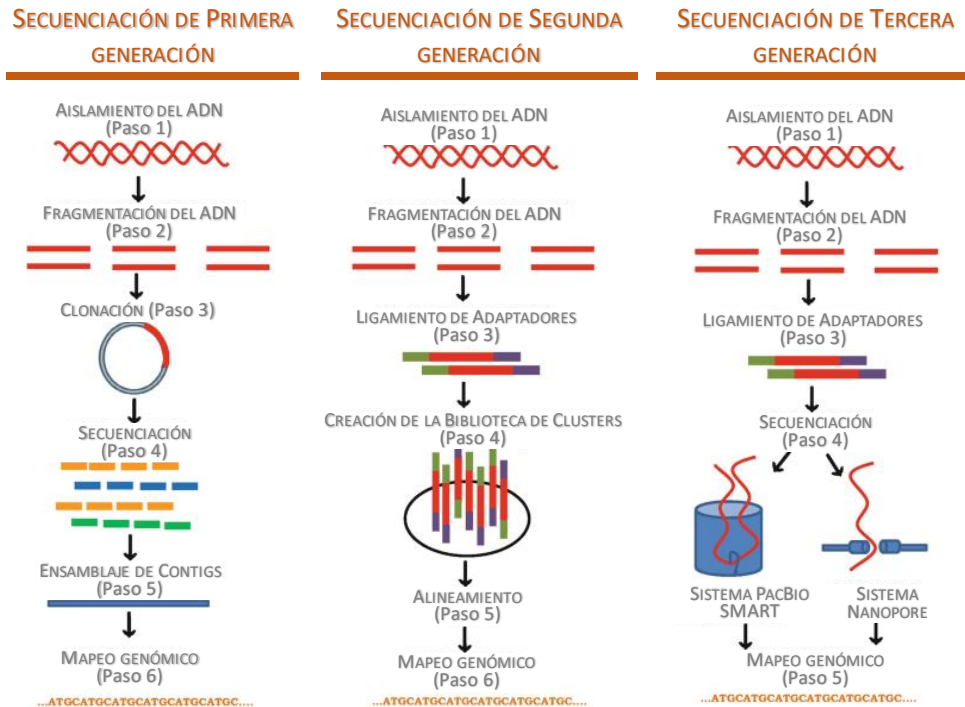 SECUENCIACIÓN DE PRIMERA
GENERACIÓN
AISLAMIENTO DEL ADN
(Paso 1)
FRAGMENTACIÓN DEL ADN
(Paso 2)
CLONACIÓN (Paso 3)
SECUENCIACIÓN
(Paso 4)
ENSAMBLAJE DE CONTIGS
(Paso 5)
MAPEO GENÓMICO
(Paso 6)
...ATGCATGCATGCATGCATGC....
SECUENCIACIÓN DE SEGUNDA
GENERACIÓN
AISLAMIENTO DEL ADN
(Paso 1)
FRAGMENTACIÓN DEL ADN
(Paso 2)
LIGAMIENTO DE ADAPTADORES
(Paso 3)
CREACIÓN DE LA BIBLIOTECA DE CLUSTERS
(Paso 4)
ALINEAMIENTO
(Paso 5)
MAPEO GENÓMICO
(Paso 6)
...ATGCATGCATGCATGCATGC....
SECUENCIACIÓN DE TERCERA
GENERACIÓN
AISLAMIENTO DEL ADN
(Paso 1)
FRAGMENTACIÓN DEL ADN
(Paso 2)
LIGAMIENTO DE ADAPTADORES
(Paso 3)
SECUENCIACIÓN
(Paso 4)
SISTEMA PACBIO
SMART
SISTEMA
NANOPORE
MAPEO GENÓMICO
(Paso 5)
...ATGCATGCATGCATGCATGC....